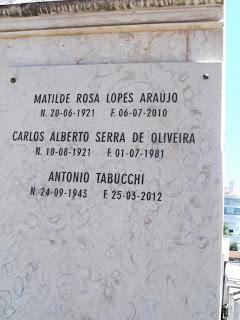 MATILDE ROSA LOPES ARAÚJO
N. 20-06-1921 F. 06-07-2010
CARLOS ALBERTO SERRA DE OLIVEIRA
N. 10-08-1921 F. 01-07-1981
ANTONIO TABUCCHI
N. 24-09-1943 F. 25-03-2012